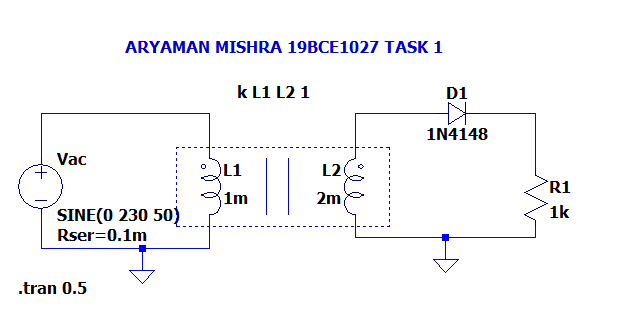 ARYAMAN MISHRA 19BCE1027 TASK 1
k L1 L2 1
D1
1N4148
Vac
L1
L2
1m
2m
R1
1k
SINE(0 230 50)
Rser=0.1m
.tran 0.5